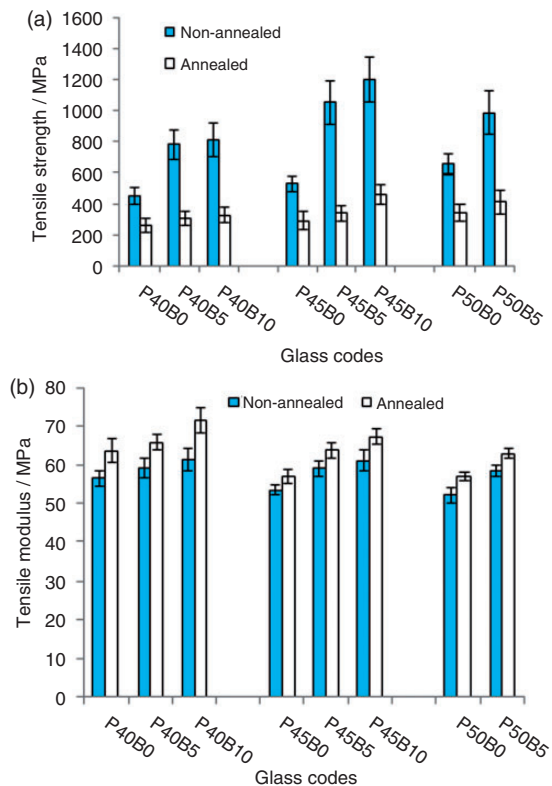 (a)
1600
1400
1200
1000
800
600
400
200
0
Tensile strength / MPa
Non-annealed
Annealed
P40B0
P40B5
P40B10
P45B0
P45B5
P45B10
P50B0
P50B5
Glass codes
(b)
80
70
60
50
40
30
20
10
0
Tensile modulus / MPa
Non-annealed Annealed
P40B0
P40B5
P40B10
P45B0
P45B5
P45B10
P50B0
P50B5
Glass codes